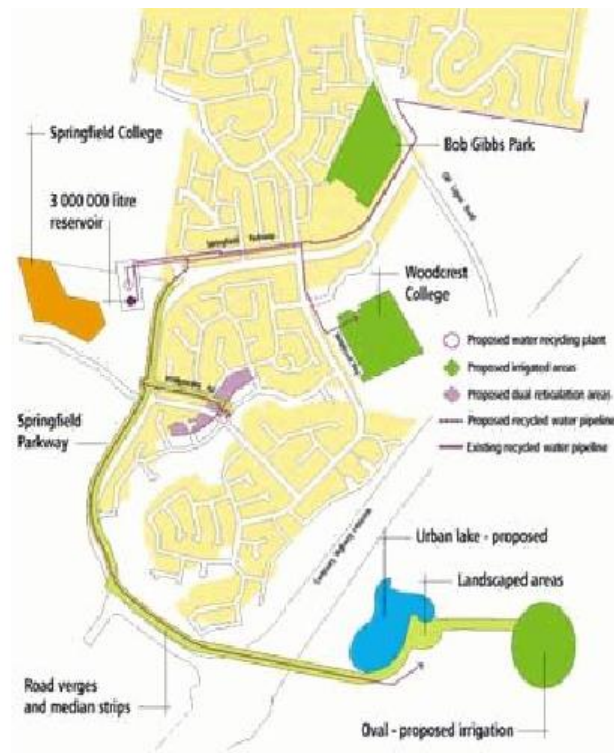 Springfield College
Bob Gibbs Park
3 000 000 litre
reservoir
Springfield Parkway
Woodcrest
College
Proposed water recycling plant
Proposed irrigated areas
Proposed dual reticulation areas
Proposed recycled water pipeline
Existing recycled water pipeline
Springfield
Parkway
Urban lake - proposed
Landscaped areas
Road verges
and median strips
Oval - proposed irrigation